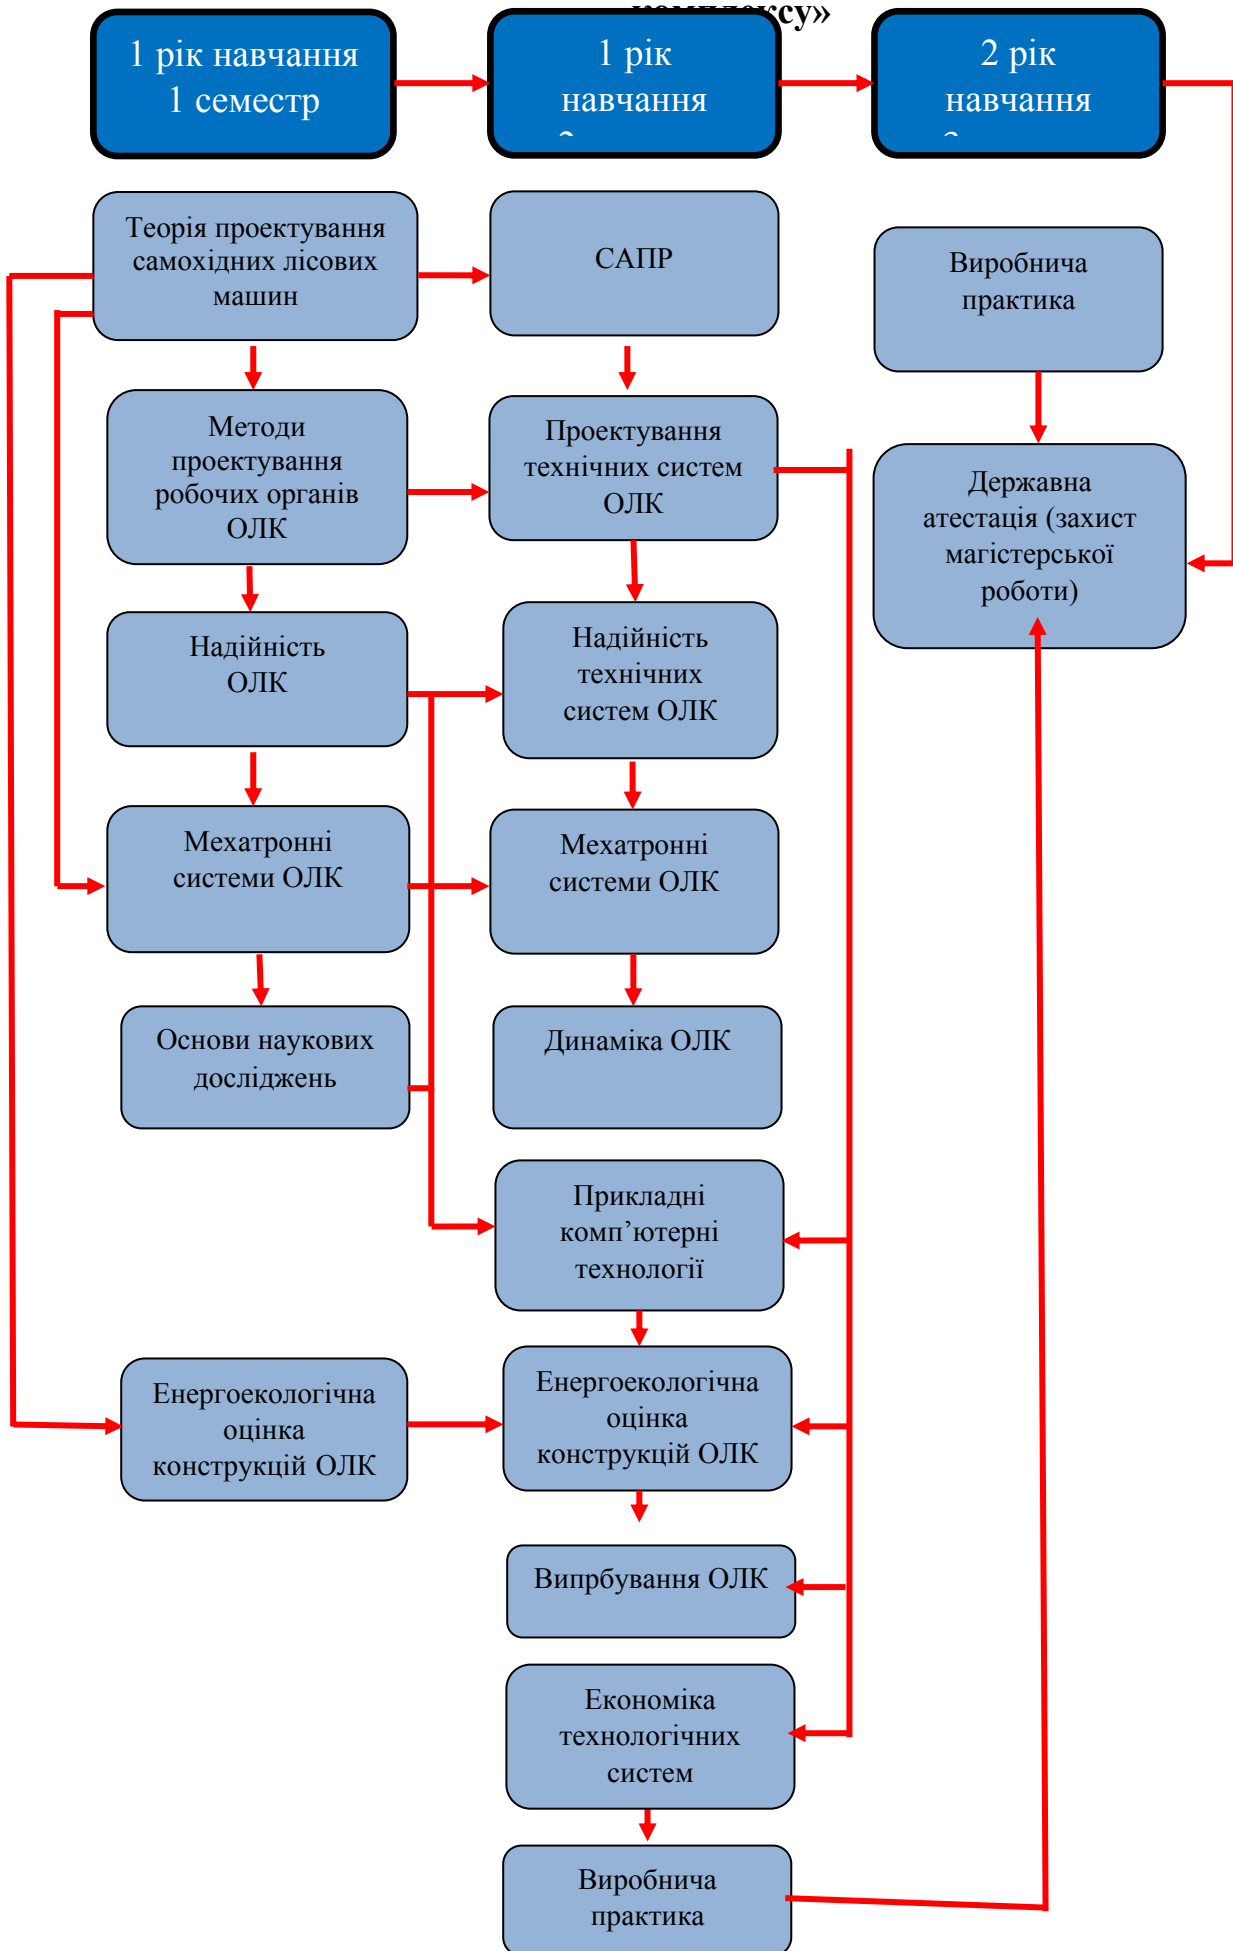 комплексу»
1 рік навчання
1 семестр
1 рік
навчання
2 рік
навчання
Теорія проектування
самохідних лісових
машин
САПР
Виробнича
практика
Методи
проектування
робочих органів
ОЛК
Проектування
технічних систем
ОЛК
Державна
атестація (захист
магістерської
роботи)
Надійність
ОЛК
Надійність
технічних
систем ОЛК
Мехатронні
системи ОЛК
Мехатронні
системи ОЛК
Основи наукових
досліджень
Динаміка ОЛК
Прикладні
комп’ютерні
технології
Енергоекологічна
оцінка
конструкцій ОЛК
Енергоекологічна
оцінка
конструкцій ОЛК
Випрбування ОЛК
Економіка
технологічних
систем
Виробнича
практика